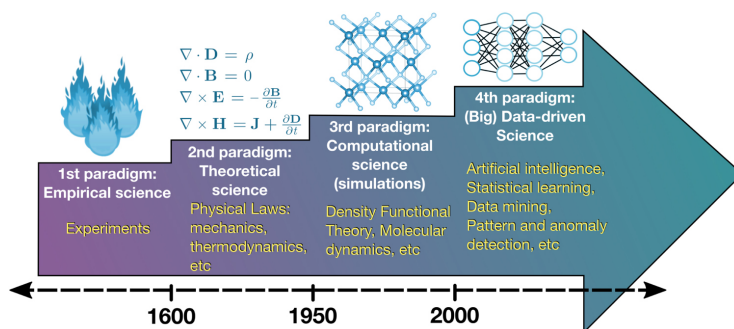 ∇ · D = ρ
∇ · B = 0
∇ × E = -∂B/∂t
∇ × H = J + ∂D/∂t
1st paradigm:
Empirical science
Experiments
2nd paradigm:
Theoretical
science
Physical Laws:
mechanics,
thermodynamics,
etc
3rd paradigm:
Computational
science
(simulations)
Density Functional
Theory, Molecular
dynamics, etc
4th paradigm:
(Big) Data-driven
Science
Artificial intelligence,
Statistical learning,
Data mining,
Pattern and anomaly
detection, etc
1600 1950 2000